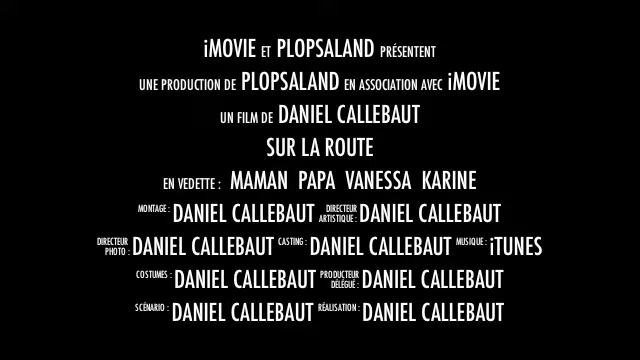 iMOVIE ET PLOPSALAND PRÉSENTENT
UNE PRODUCTION DE PLOPSALAND EN ASSOCIATION AVEC iMOVIE
UN FILM DE DANIEL CALLEBAUT
SUR LA ROUTE
EN VEDETTE : MAMAN PAPA VANESSA KARINE
MONTAGE : DANIEL CALLEBAUT DIRECTEUR ARTISTIQUE : DANIEL CALLEBAUT
DIRECTEUR PHOTO : DANIEL CALLEBAUT CASTING : DANIEL CALLEBAUT MUSIQUE : iTUNES
COSTUMES : DANIEL CALLEBAUT PRODUCTEUR DÉLÉGUÉ : DANIEL CALLEBAUT
SCÉNARIO : DANIEL CALLEBAUT RÉALISATION : DANIEL CALLEBAUT